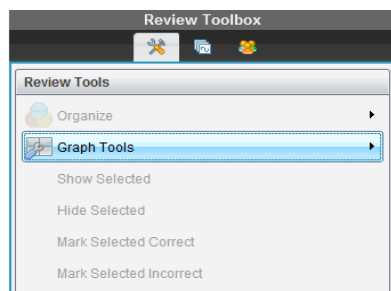 Review Toolbox
Review Tools
Organize
Graph Tools
Show Selected
Hide Selected
Mark Selected Correct
Mark Selected Incorrect